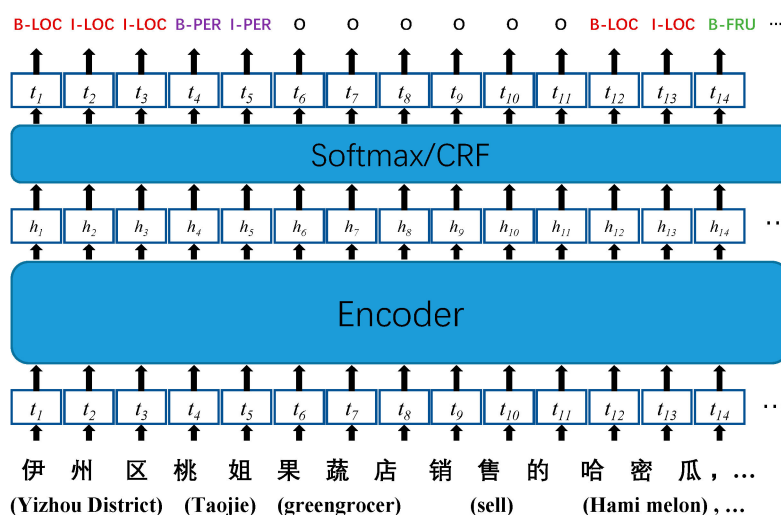 B-LOC I-LOC I-LOC B-PER I-PER O O O O O O B-LOC I-LOC B-FRU ...
t1 t2 t3 t4 t5 t6 t7 t8 t9 t10 t11 t12 t13 t14
Softmax/CRF
h1 h2 h3 h4 h5 h6 h7 h8 h9 h10 h11 h12 h13 h14 ...
Encoder
t1 t2 t3 t4 t5 t6 t7 t8 t9 t10 t11 t12 t13 t14 ...
伊 州 区 桃 姐 果 蔬 店 销 售 的 哈 密 瓜 , ...
(Yizhou District) (Taojie) (greengrocer) (sell) (Hami melon) , ...